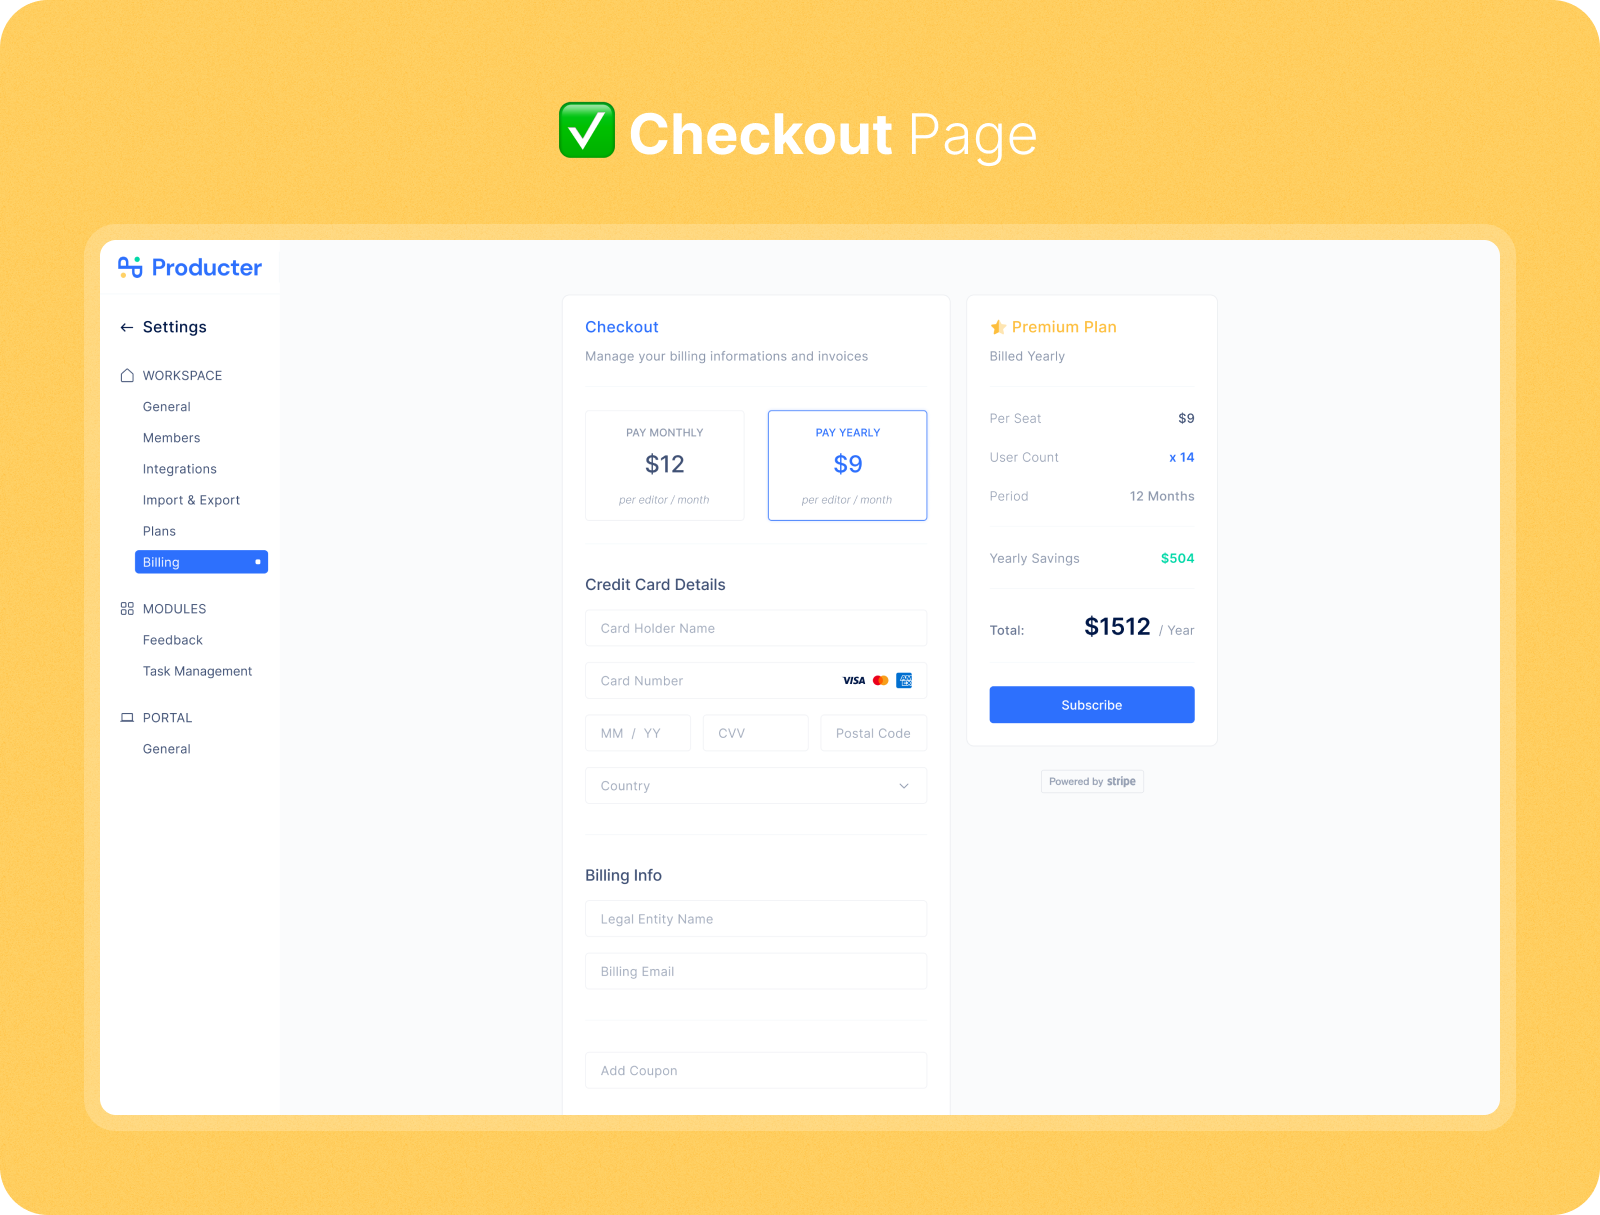 ✅ Checkout Page
Producter
← Settings
WORKSPACE
General
Members
Integrations
Import & Export
Plans
Billing
MODULES
Feedback
Task Management
PORTAL
General
Checkout
Manage your billing informations and invoices
PAY MONTHLY
$12
per editor / month
PAY YEARLY
$9
per editor / month
Credit Card Details
Card Holder Name
Card Number VISA AMEX
MM / YY CVV Postal Code
Country
Billing Info
Legal Entity Name
Billing Email
Add Coupon
Premium Plan
Billed Yearly
Per Seat $9
User Count x 14
Period 12 Months
Yearly Savings $504
Total: $1512 / Year
Subscribe
Powered by stripe